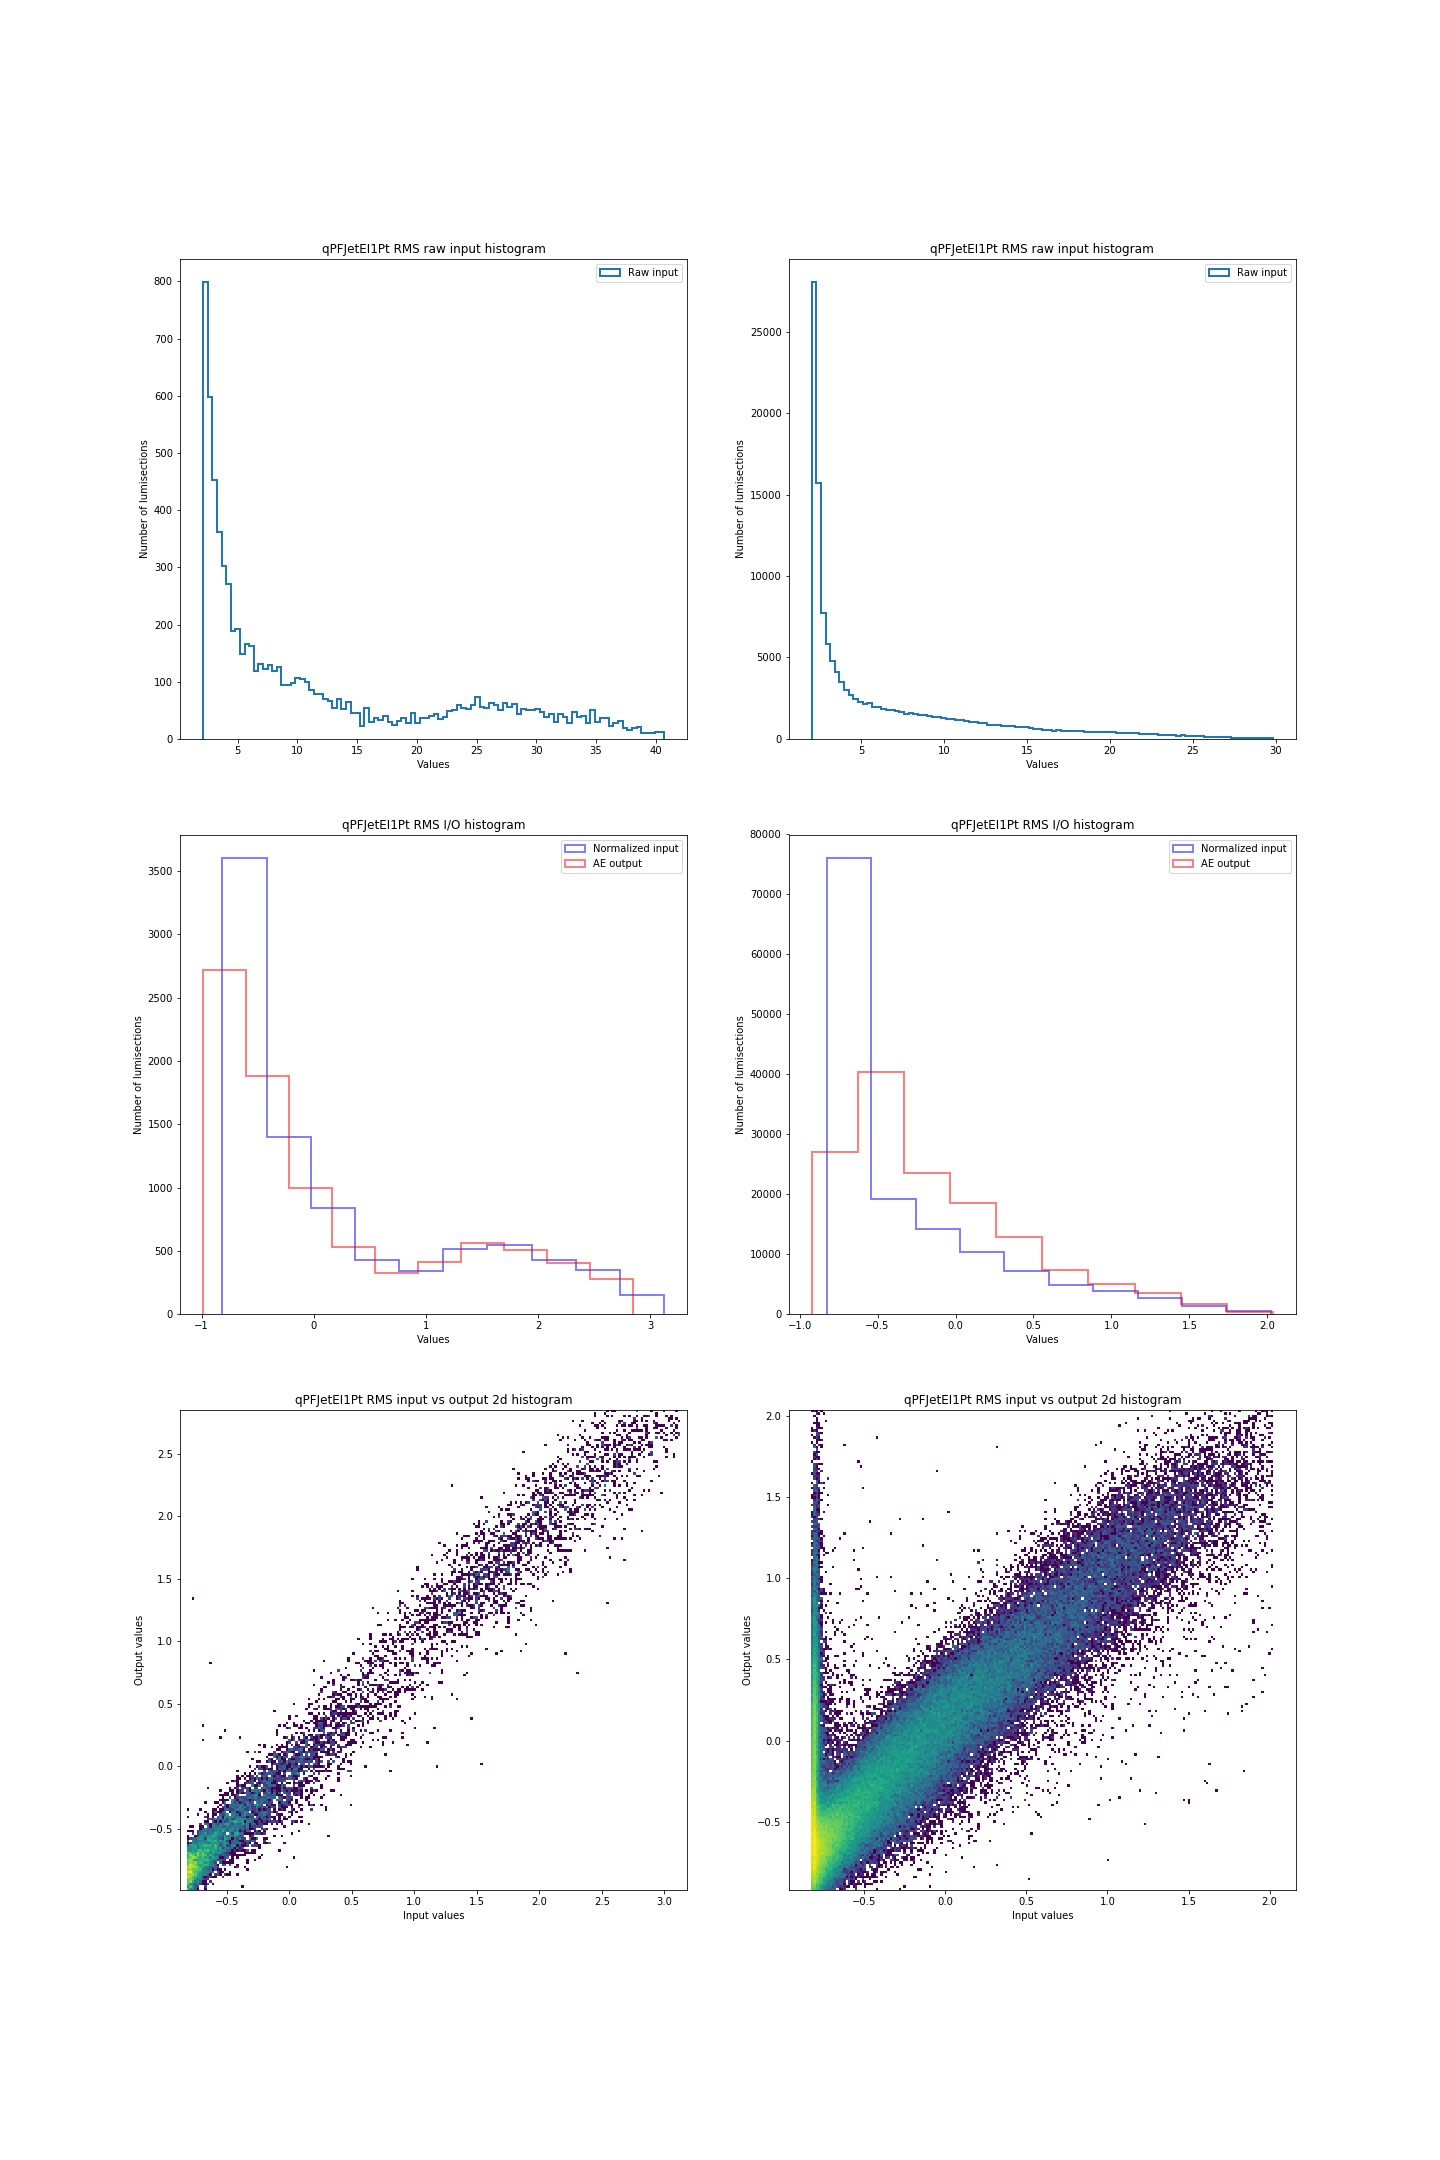 qPFJetEI1Pt RMS raw input histogram
Raw input
800
700
600
500
400
300
200
100
0
Number of lumisections
5 10 15 20 25 30 35 40
Values
qPFJetEI1Pt RMS raw input histogram
Raw input
25000
20000
15000
10000
5000
0
Number of lumisections
5 10 15 20 25 30
Values
qPFJetEI1Pt RMS I/O histogram
Normalized input
AE output
3500
3000
2500
2000
1500
1000
500
0
Number of lumisections
−1 0 1 2 3
Values
qPFJetEI1Pt RMS I/O histogram
Normalized input
AE output
80000
70000
60000
50000
40000
30000
20000
10000
0
Number of lumisections
−1.0 −0.5 0.0 0.5 1.0 1.5 2.0
Values
qPFJetEI1Pt RMS input vs output 2d histogram
2.5
2.0
1.5
1.0
0.5
0.0
−0.5
Output values
−0.5 0.0 0.5 1.0 1.5 2.0 2.5 3.0
Input values
qPFJetEI1Pt RMS input vs output 2d histogram
2.0
1.5
1.0
0.5
0.0
−0.5
Output values
−0.5 0.0 0.5 1.0 1.5 2.0
Input values